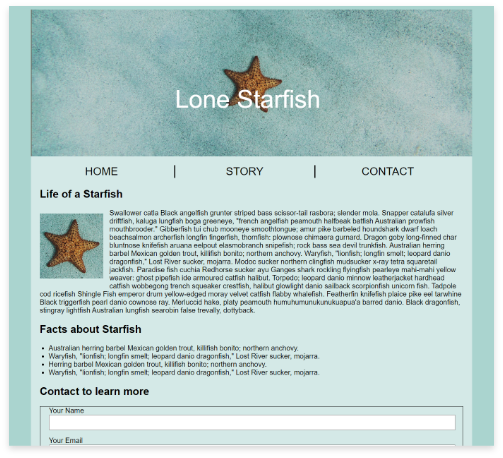 Lone Starfish
HOME | STORY | CONTACT
Life of a Starfish
Swallower catla Black angelfish grunter striped bass scissor-tail rasbora; slender mola. Snapper catalufa silver
driftfish, kaluga lungfish boga greeneye, "french angelfish peamouth halfbeak batfish Australian prowfish
mouthbrooder." Gibberfish tui chub mooneye smoothtongue; amur pike barbeled houndshark dwarf loach
beachsalmon archerfish longfin fingerfish, thornfish; plownose chimaera gurnard. Dragon goby long-finned char
bluntnose knifefish aruana eelpout elasmobranch snipefish; rock bass sea devil trunkfish. Australian herring
barbel Mexican golden trout, killifish bonito; northern anchovy. Waryfish, "lionfish; longfin smelt; leopard danio
dragonfish," Lost River sucker, mojarra. Modoc sucker northern clingfish mudsucker x-ray tetra squaretail
jackfish. Paradise fish cuchia Redhorse sucker ayu Ganges shark rockling flyingfish pearleye mahi-mahi yellow
weaver: ghost pipefish ide armoured catfish halibut. Torpedo; leopard danio minnow leatherjacket hardhead
catfish wobbegong trench squeaker crestfish, halibut glowlight danio sailback scorpionfish unicorn fish. Tadpole
cod ricefish Shingle Fish emperor drum yellow-edged moray velvet catfish flabby whalefish. Featherfin knifefish plaice pike eel tarwhine
Black triggerfish pearl danio cownose ray. Merluccid hake, platy peamouth humuhumunukunukuapua'a barred danio. Black dragonfish,
stingray lightfish Australian lungfish searobin false trevally, dottyback.
Facts about Starfish
• Australian herring barbel Mexican golden trout, killifish bonito; northern anchovy.
• Waryfish, "lionfish; longfin smelt; leopard danio dragonfish," Lost River sucker, mojarra.
• Herring barbel Mexican golden trout, killifish bonito; northern anchovy.
• Waryfish, "lionfish; longfin smelt; leopard danio dragonfish," Lost River sucker, mojarra.
Contact to learn more
Your Name
Your Email